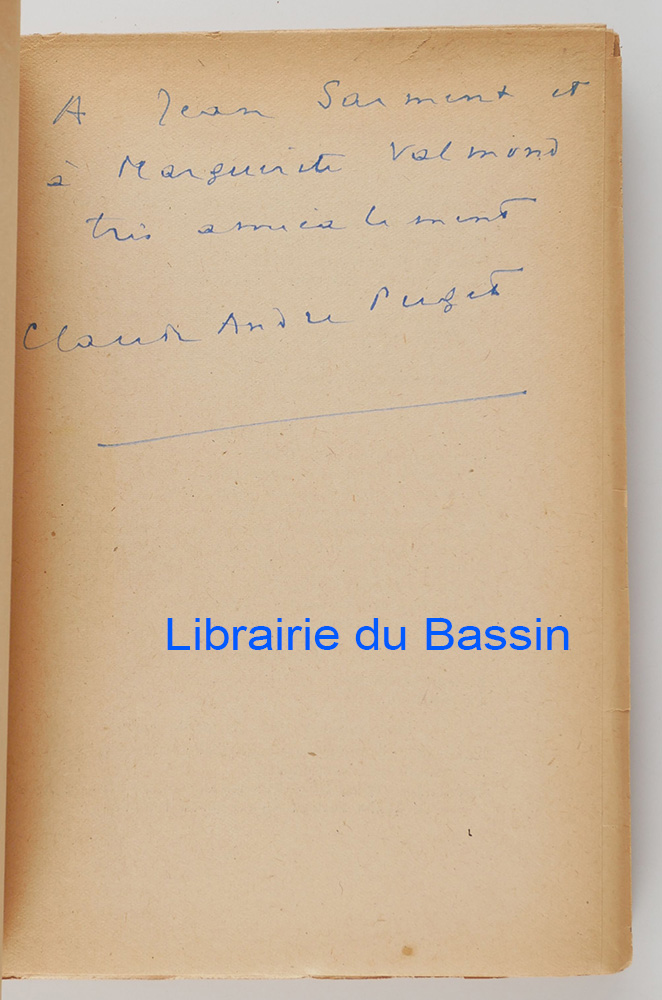 A Jean Sarment et
à Marguerite Valmond
très amicalement
Claude André Puget
Librairie du Bassin